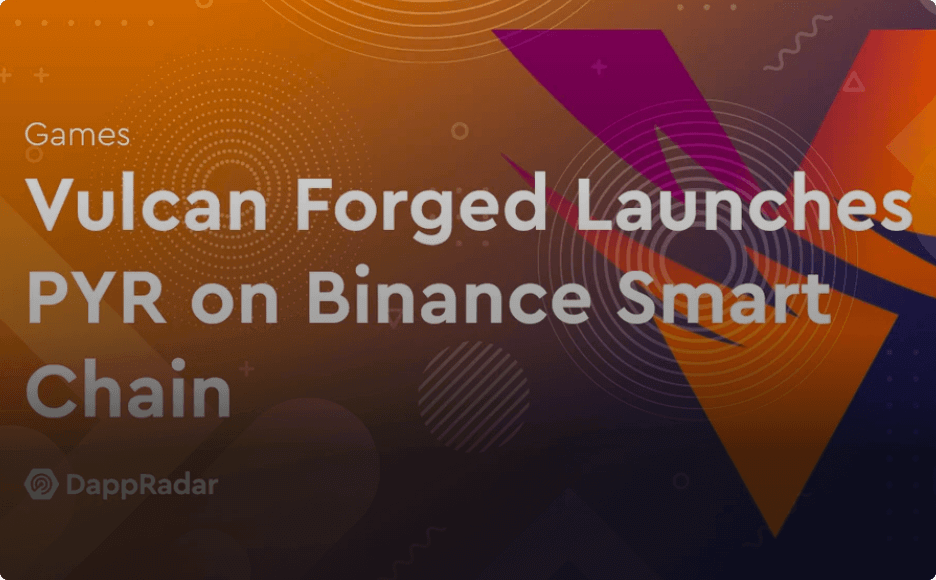 Games
Vulcan Forged Launches
PYR on Binance Smart
Chain
DappRadar